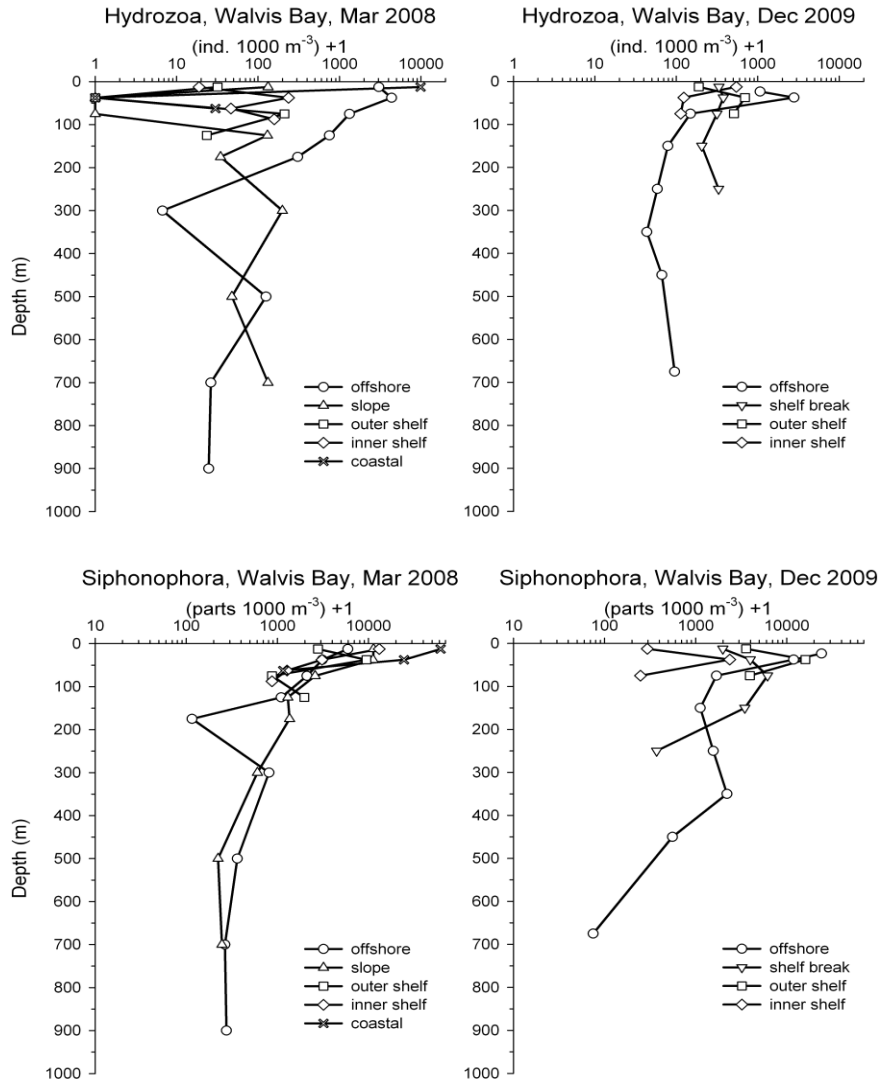 Hydrozoa, Walvis Bay, Mar 2008
(ind. 1000 m⁻³) +1
1 10 100 1000 10000
0
100
200
300
400
500
600
700
800
900
1000
Depth (m)
offshore
slope
outer shelf
inner shelf
coastal
Hydrozoa, Walvis Bay, Dec 2009
(ind. 1000 m⁻³) +1
1 10 100 1000 10000
0
100
200
300
400
500
600
700
800
900
1000
offshore
shelf break
outer shelf
inner shelf
Siphonophora, Walvis Bay, Mar 2008
(parts 1000 m⁻³) +1
10 100 1000 10000
0
100
200
300
400
500
600
700
800
900
1000
Depth (m)
offshore
slope
outer shelf
inner shelf
coastal
Siphonophora, Walvis Bay, Dec 2009
(parts 1000 m⁻³) +1
10 100 1000 10000
0
100
200
300
400
500
600
700
800
900
1000
offshore
shelf break
outer shelf
inner shelf